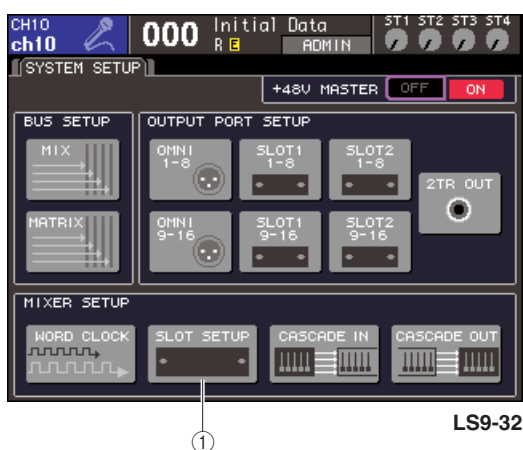 CH10
ch10
000
Initial Data
R E ADMIN
ST1 ST2 ST3 ST4
SYSTEM SETUP
+48V MASTER OFF ON
BUS SETUP
MIX
MATRIX
OUTPUT PORT SETUP
OMNI
1-8
SLOT1
1-8
SLOT2
1-8
2TR OUT
OMNI
9-16
SLOT1
9-16
SLOT2
9-16
MIXER SETUP
WORD CLOCK
SLOT SETUP
CASCADE IN
CASCADE OUT
LS9-32
①